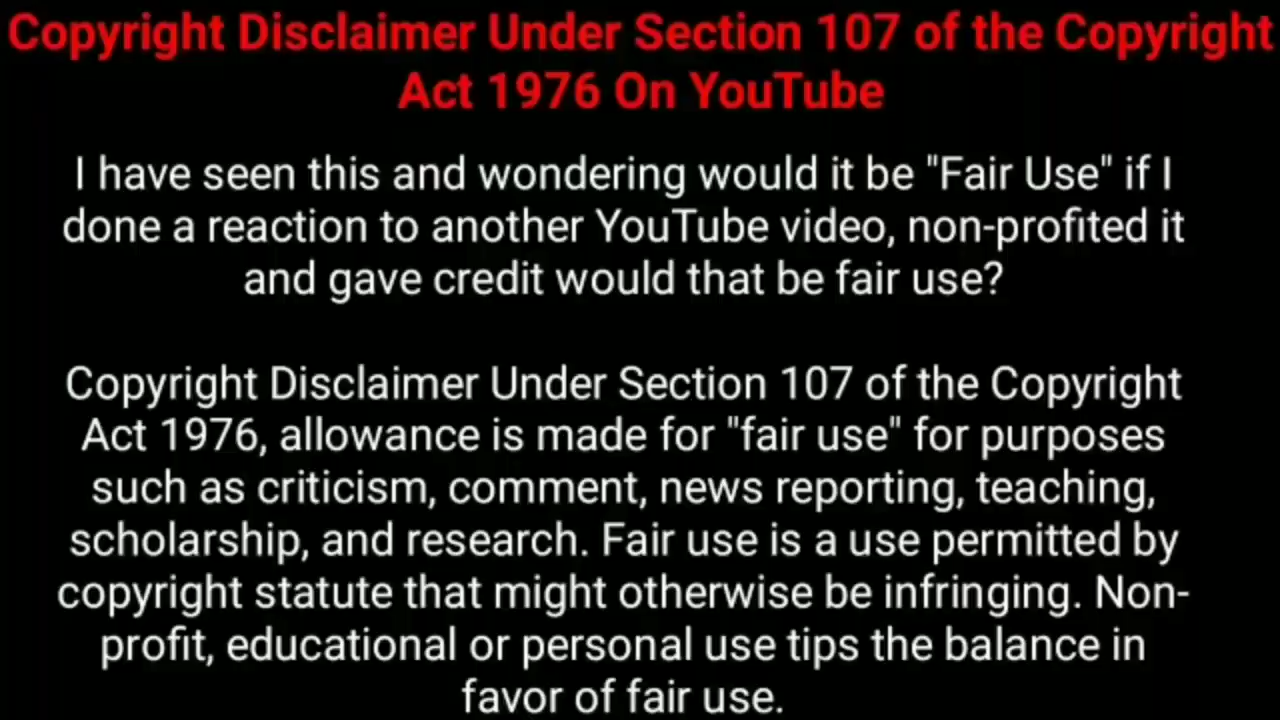 Copyright Disclaimer Under Section 107 of the Copyright
Act 1976 On YouTube
I have seen this and wondering would it be "Fair Use" if I
done a reaction to another YouTube video, non-profited it
and gave credit would that be fair use?
Copyright Disclaimer Under Section 107 of the Copyright
Act 1976, allowance is made for "fair use" for purposes
such as criticism, comment, news reporting, teaching,
scholarship, and research. Fair use is a use permitted by
copyright statute that might otherwise be infringing. Non-
profit, educational or personal use tips the balance in
favor of fair use.